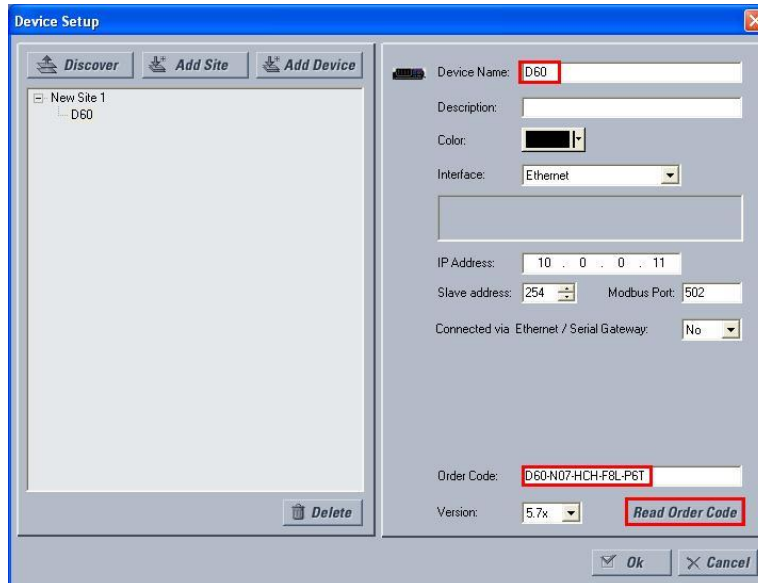 Device Setup
Discover
Add Site
Add Device
New Site 1
D60
Delete
Device Name: D60
Description:
Color:
Interface: Ethernet
IP Address: 10 . 0 . 0 . 11
Slave address: 254 Modbus Port: 502
Connected via Ethernet / Serial Gateway: No
Order Code: D60-N07-HCH-F8L-P6T
Version: 5.7x Read Order Code
Ok Cancel